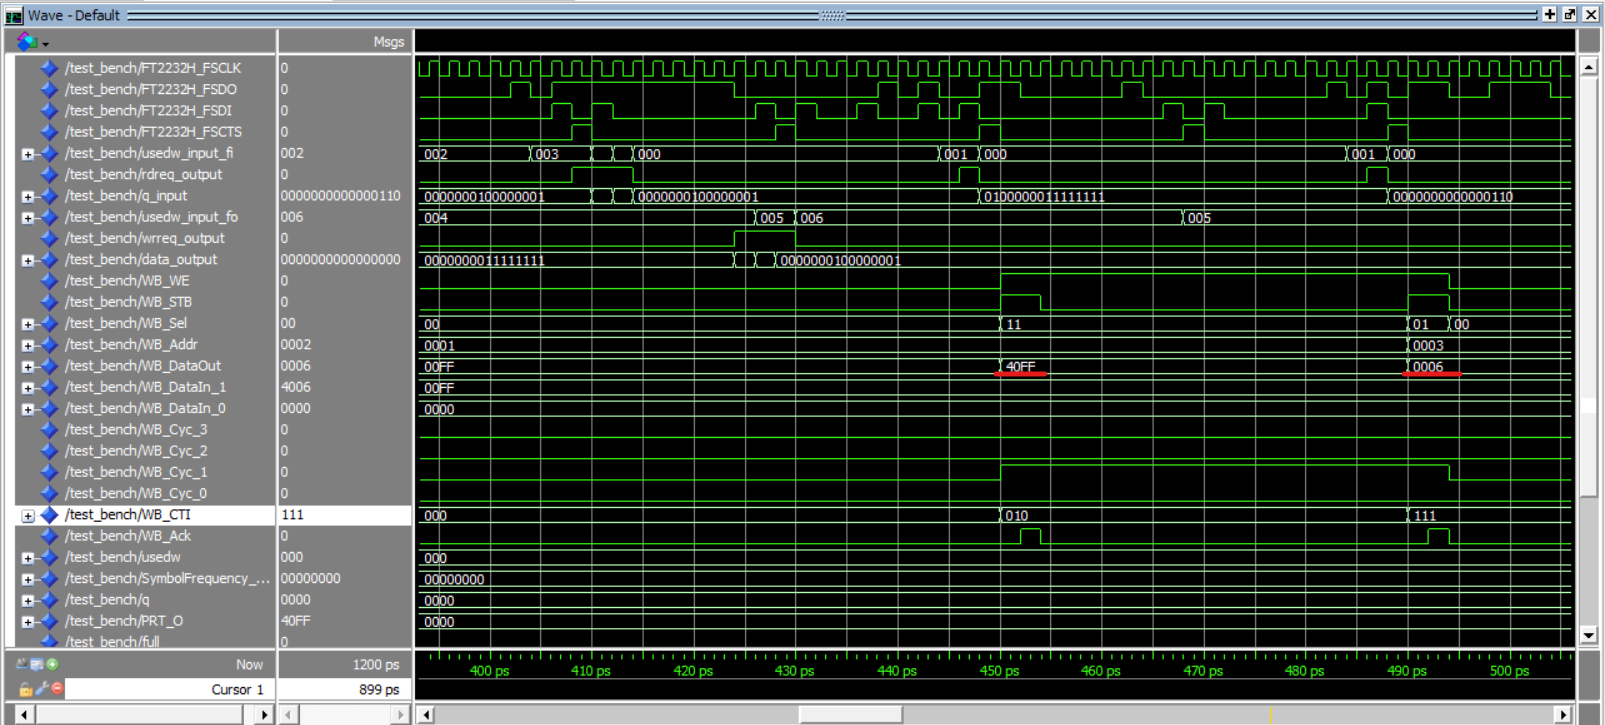 Wave - Default
Msgs
/test_bench/FT2232H_FSCLK 0
/test_bench/FT2232H_FSDO 0
/test_bench/FT2232H_FSDI 0
/test_bench/FT2232H_FSCTS 0
/test_bench/usedw_input_fi 002 002 003 000 001 000 001 000
/test_bench/rdreq_output 0
/test_bench/q_input 0000000000000110 0000000100000001 0000000100000001 0100000011111111 0000000000000110
/test_bench/usedw_input_fo 006 004 005 006 005
/test_bench/wrreq_output 0
/test_bench/data_output 0000000000000000 0000000011111111 0000000100000001
/test_bench/WB_WE 0
/test_bench/WB_STB 0
/test_bench/WB_Sel 00 00 11 01 00
/test_bench/WB_Addr 0002 0001 0003
/test_bench/WB_DataOut 0006 00FF 40FF 0006
/test_bench/WB_DataIn_1 4006 00FF
/test_bench/WB_DataIn_0 0000 0000
/test_bench/WB_Cyc_3 0
/test_bench/WB_Cyc_2 0
/test_bench/WB_Cyc_1 0
/test_bench/WB_Cyc_0 0
/test_bench/WB_CTI 111 000 010 111
/test_bench/WB_Ack 0
/test_bench/usedw 000 000
/test_bench/SymbolFrequency_... 00000000 00000000
/test_bench/q 0000 0000
/test_bench/PRT_O 40FF 0000
/test_bench/full 0
Now 1200 ps 400 ps 410 ps 420 ps 430 ps 440 ps 450 ps 460 ps 470 ps 480 ps 490 ps 500 ps
Cursor 1 899 ps